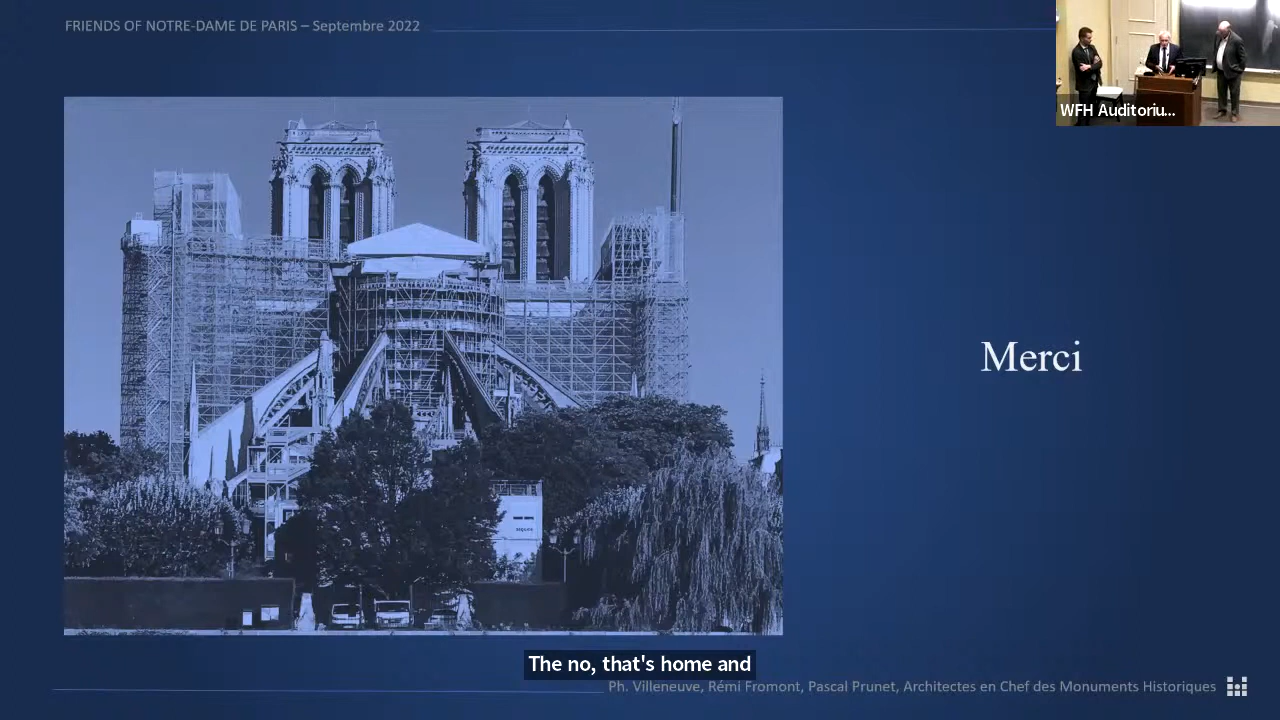 FRIENDS OF NOTRE-DAME DE PARIS – Septembre 2022
WFH Auditoriu...
Merci
The no, that's home and
Ph. Villeneuve, Rémi Fromont, Pascal Prunet, Architectes en Chef des Monuments Historiques